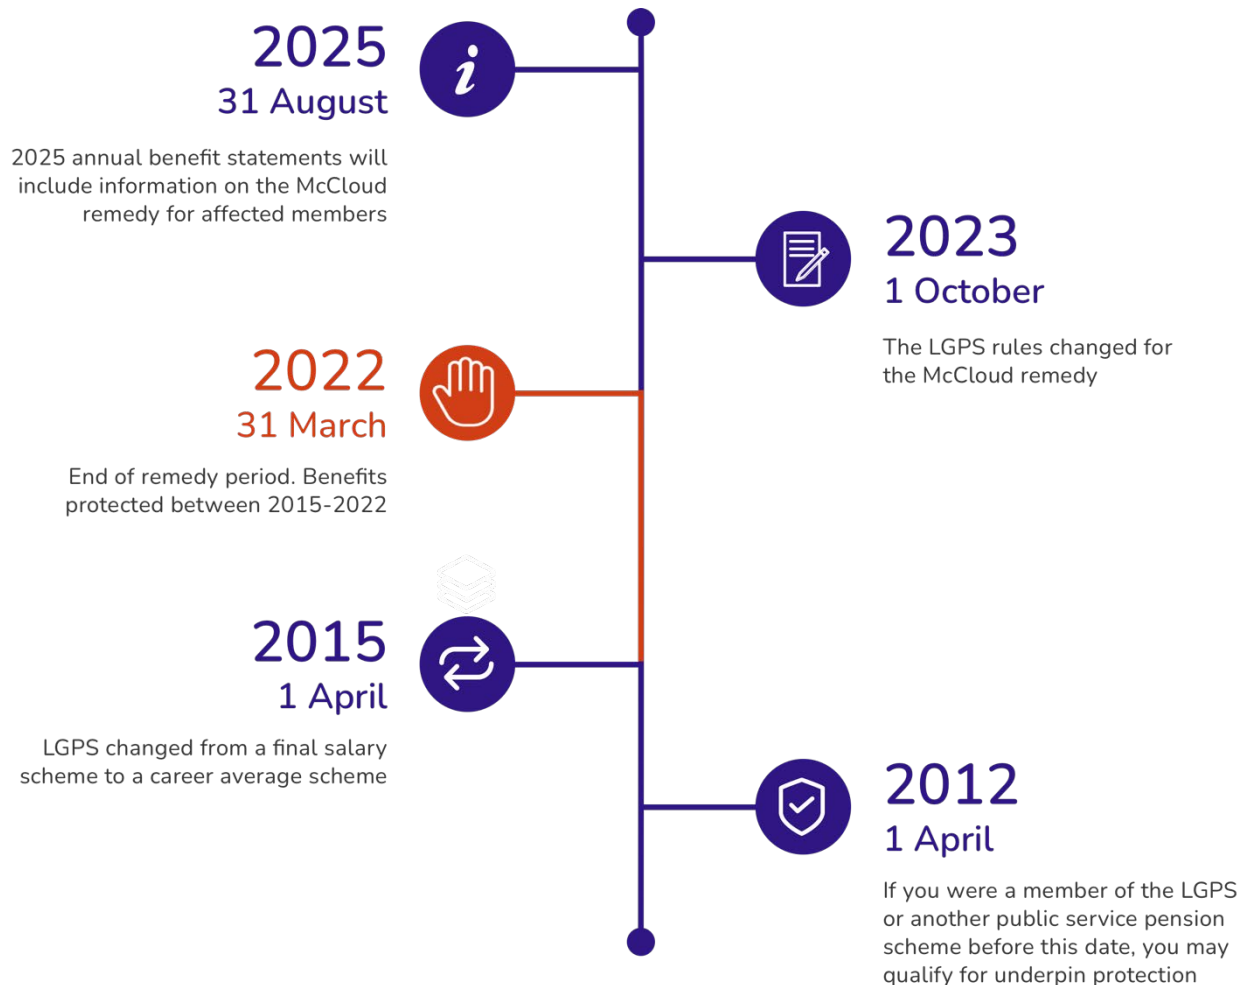 2025
31 August
2025 annual benefit statements will
include information on the McCloud
remedy for affected members
2023
1 October
The LGPS rules changed for
the McCloud remedy
2022
31 March
End of remedy period. Benefits
protected between 2015-2022
2015
1 April
LGPS changed from a final salary
scheme to a career average scheme
2012
1 April
If you were a member of the LGPS
or another public service pension
scheme before this date, you may
qualify for underpin protection